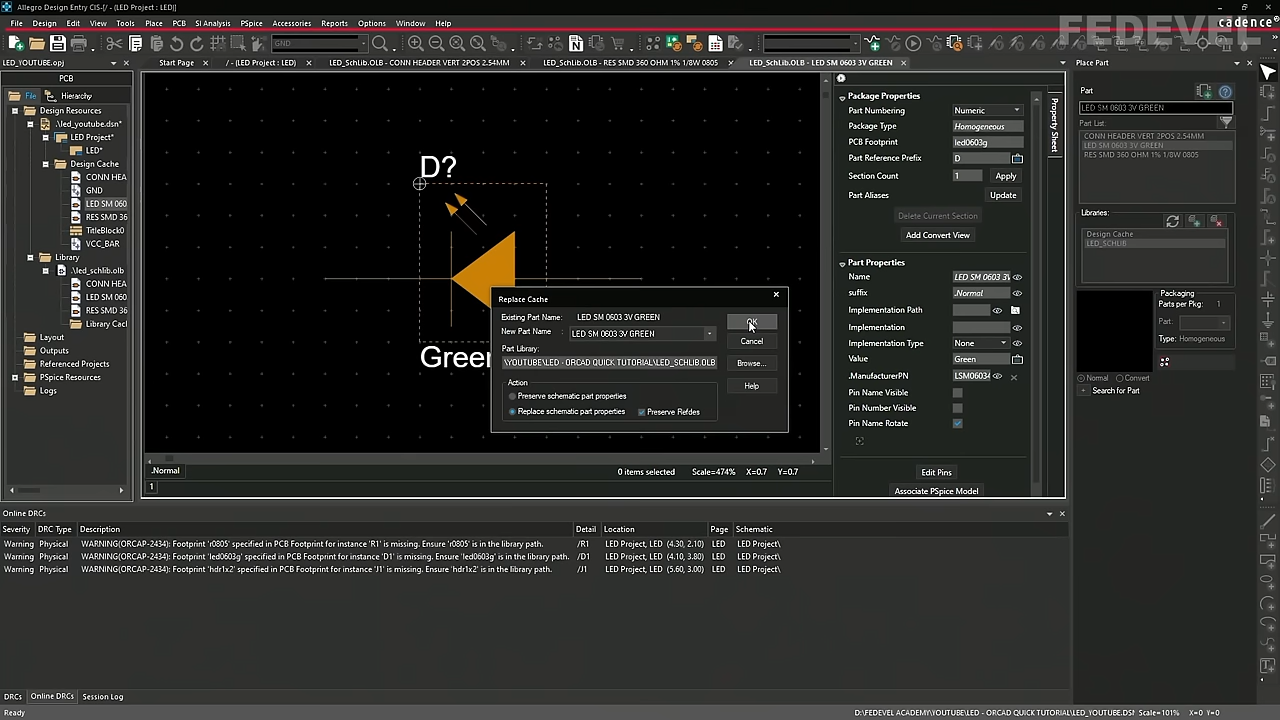 Allegro Design Entry CIS-[/ - (LED Project : LED)]
File Design Edit View Tools Place PCB SI Analysis PSpice Accessories Reports Options Window Help
FEDEVEL
cadence
GND
LED_YOUTUBE.opj
Start Page
/ - (LED Project : LED)
LED_SchLib.OLB - CONN HEADER VERT 2POS 2.54MM
LED_SchLib.OLB - RES SMD 360 OHM 1% 1/8W 0805
LED_SchLib.OLB - LED SM 0603 3V GREEN
Place Part
PCB
File Hierarchy
Design Resources
.\led_youtube.dsn*
LED Project*
LED*
Design Cache
CONN HEA
GND
LED SM 060
RES SMD 36
TitleBlock0
VCC_BAR
Library
.\led_schlib.olb
CONN HEA
LED SM 060
RES SMD 36
Library Cacl
Layout
Outputs
Referenced Projects
PSpice Resources
Logs
D?
Green
.Normal
0 items selected Scale=474% X=0.7 Y=0.7
1
Replace Cache
Existing Part Name: LED SM 0603 3V GREEN
New Part Name : LED SM 0603 3V GREEN
Part Library:
\YOUTUBE\LED - ORCAD QUICK TUTORIAL\LED_SCHLIB.OLB
Action
Preserve schematic part properties
Replace schematic part properties
Preserve Refdes
OK
Cancel
Browse...
Help
Package Properties
Part Numbering Numeric
Package Type Homogeneous
PCB Footprint led0603g
Part Reference Prefix D
Section Count 1 Apply
Part Aliases Update
Delete Current Section
Add Convert View
Part Properties
Name LED SM 0603 3V
suffix .Normal
Implementation Path
Implementation
Implementation Type None
Value Green
.ManufacturerPN LSM06034
Pin Name Visible
Pin Number Visible
Pin Name Rotate
Edit Pins
Associate PSpice Model
Property Sheet
Part
LED SM 0603 3V GREEN
Part List:
CONN HEADER VERT 2POS 2.54MM
LED SM 0603 3V GREEN
RES SMD 360 OHM 1% 1/8W 0805
Libraries:
Design Cache
LED_SCHLIB
Packaging
Parts per Pkg: 1
Part:
Type: Homogeneous
Normal Convert
+ Search for Part
Online DRCs
Severity DRC Type Description Detail Location Page Schematic
Warning Physical WARNING(ORCAP-2434): Footprint 'r0805' specified in PCB Footprint for instance 'R1' is missing. Ensure 'r0805' is in the library path. /R1 LED Project, LED (4.30, 2.10) LED LED Project\
Warning Physical WARNING(ORCAP-2434): Footprint 'led0603g' specified in PCB Footprint for instance 'D1' is missing. Ensure 'led0603g' is in the library path. /D1 LED Project, LED (4.10, 3.80) LED LED Project\
Warning Physical WARNING(ORCAP-2434): Footprint 'hdr1x2' specified in PCB Footprint for instance 'J1' is missing. Ensure 'hdr1x2' is in the library path. /J1 LED Project, LED (5.60, 3.00) LED LED Project\
DRCs Online DRCs Session Log
Ready
D:\FEDEVEL ACADEMY\YOUTUBE\LED - ORCAD QUICK TUTORIAL\LED_YOUTUBE.DSN Scale=101% X=0 Y=0